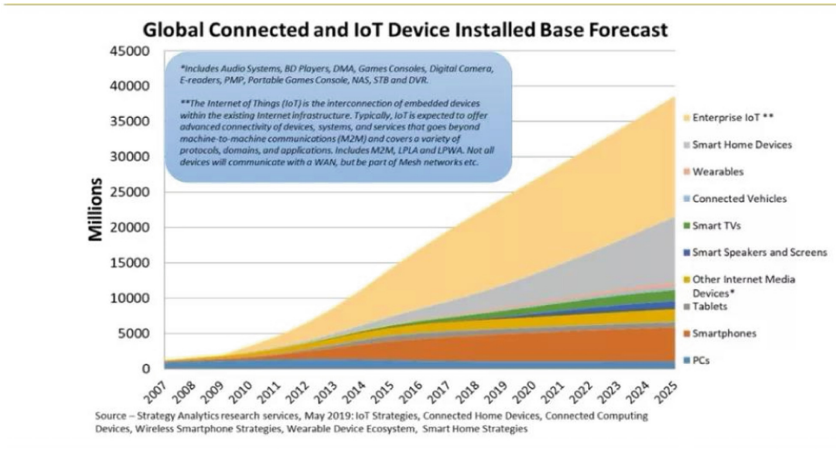 Global Connected and IoT Device Installed Base Forecast
45000
40000
35000
30000
25000
20000
15000
10000
5000
0
Millions
*Includes Audio Systems, BD Players, DMA, Games Consoles, Digital Camera,
E-readers, PMP, Portable Games Console, NAS, STB and DVR.
**The Internet of Things (IoT) is the interconnection of embedded devices
within the existing Internet infrastructure. Typically, IoT is expected to offer
advanced connectivity of devices, systems, and services that goes beyond
machine-to-machine communications (M2M) and covers a variety of
protocols, domains, and applications. Includes M2M, LPLA and LPWA. Not all
devices will communicate with a WAN, but be part of Mesh networks etc.
Enterprise IoT **
Smart Home Devices
Wearables
Connected Vehicles
Smart TVs
Smart Speakers and Screens
Other Internet Media
Devices*
Tablets
Smartphones
PCs
2007
2008
2009
2010
2011
2012
2013
2014
2015
2016
2017
2018
2019
2020
2021
2022
2023
2024
2025
Source – Strategy Analytics research services, May 2019: IoT Strategies, Connected Home Devices, Connected Computing
Devices, Wireless Smartphone Strategies, Wearable Device Ecosystem, Smart Home Strategies